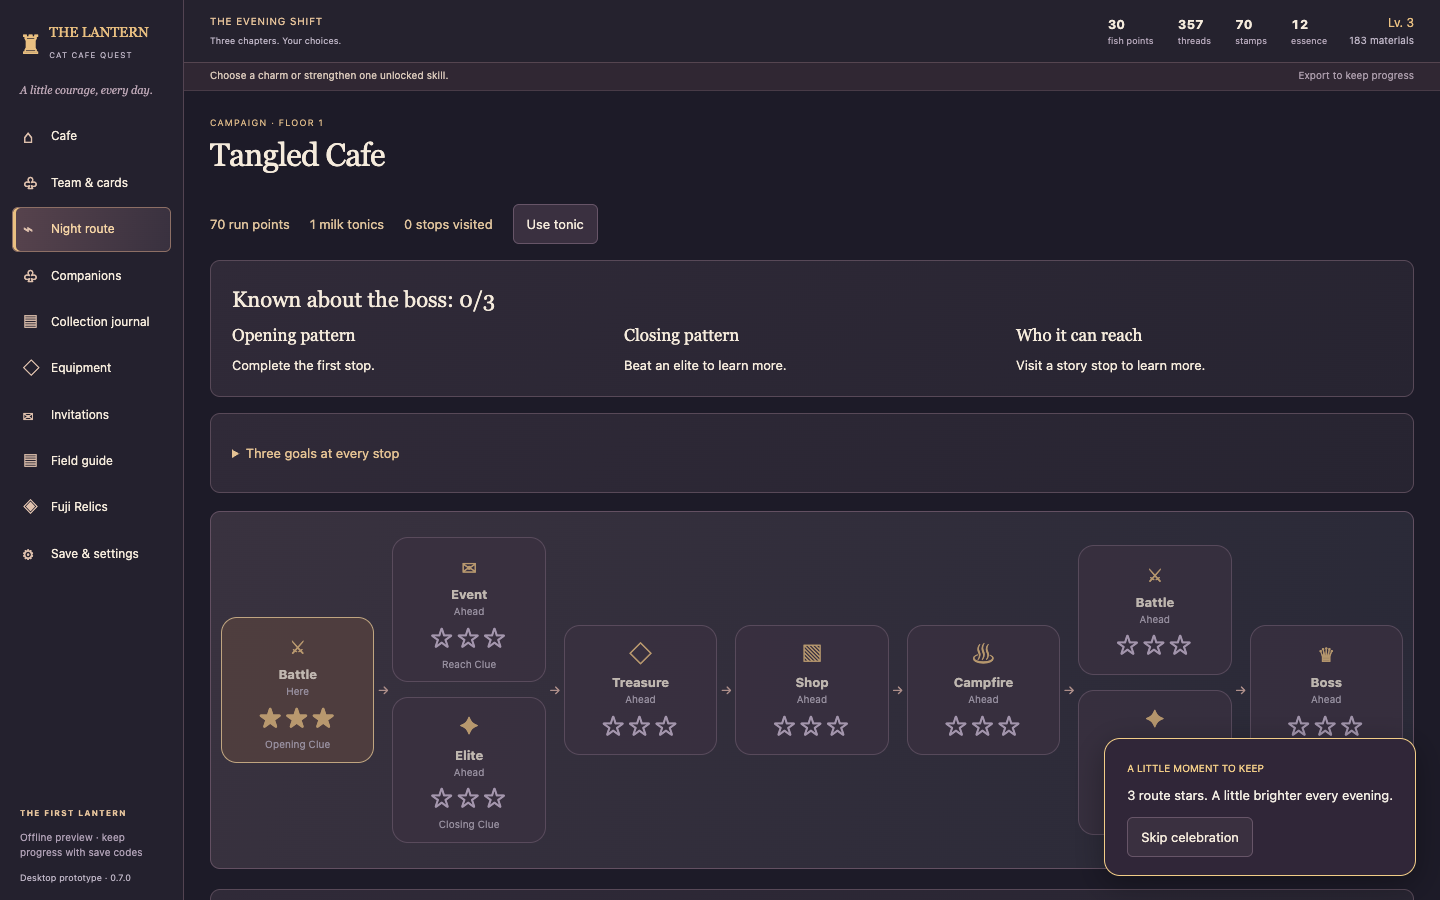 THE LANTERN
CAT CAFE QUEST
A little courage, every day.
Cafe
Team & cards
Night route
Companions
Collection journal
Equipment
Invitations
Field guide
Fuji Relics
Save & settings
THE FIRST LANTERN
Offline preview · keep
progress with save codes
Desktop prototype · 0.7.0
THE EVENING SHIFT
Three chapters. Your choices.
30
fish points
357
threads
70
stamps
12
essence
Lv. 3
183 materials
Choose a charm or strengthen one unlocked skill.
Export to keep progress
CAMPAIGN · FLOOR 1
Tangled Cafe
70 run points
1 milk tonics
0 stops visited
Use tonic
Known about the boss: 0/3
Opening pattern
Complete the first stop.
Closing pattern
Beat an elite to learn more.
Who it can reach
Visit a story stop to learn more.
Three goals at every stop
Battle
Here
Opening Clue
Event
Ahead
Reach Clue
Elite
Ahead
Closing Clue
Treasure
Ahead
Shop
Ahead
Campfire
Ahead
Battle
Ahead
Boss
Ahead
A LITTLE MOMENT TO KEEP
3 route stars. A little brighter every evening.
Skip celebration